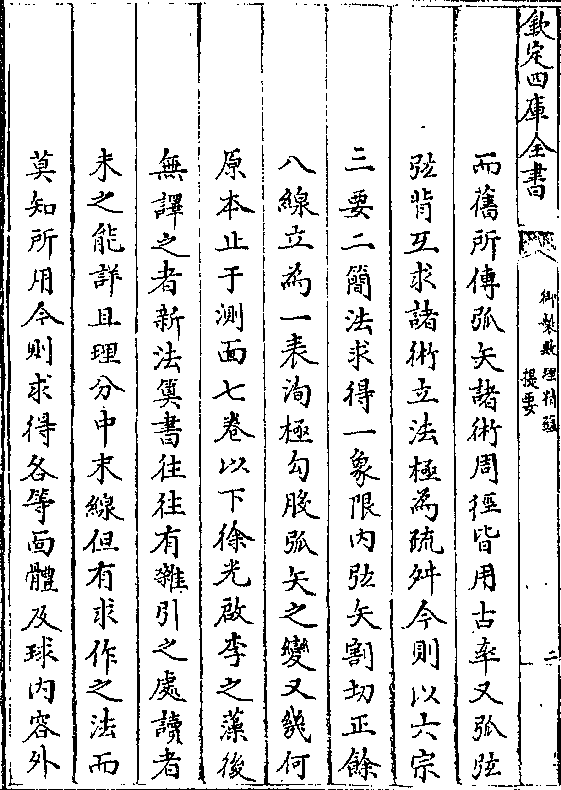 欽定四庫全書
御製數理精蘊
提要
二
而舊所傳弧矢諸術周徑皆用古率又弧弦
弦背互求諸術立法極為疏舛今則以六宗
三要二簡法求得一象限內弦矢割切正餘
八線立為一表洵極勾股弧矢之變又幾何
原本止于測面七卷以下徐光啟李之藻後
無譯之者新法算書往往有雜引之處讀者
未之能詳且理分中末線但有求作之法而
莫知所用今則求得各等面體及球內容外